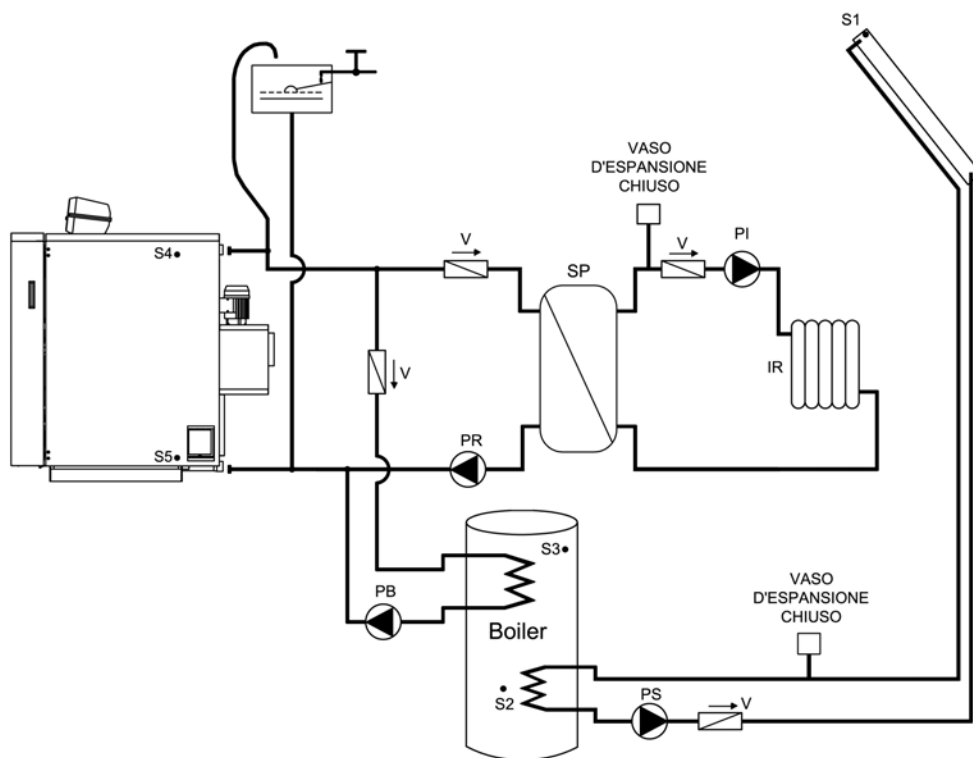 S1
VASO
D'ESPANSIONE
CHIUSO
S4
V
SP
V
PI
V
IR
PR
S5
S3
PB
Boiler
VASO
D'ESPANSIONE
CHIUSO
S2
PS
V